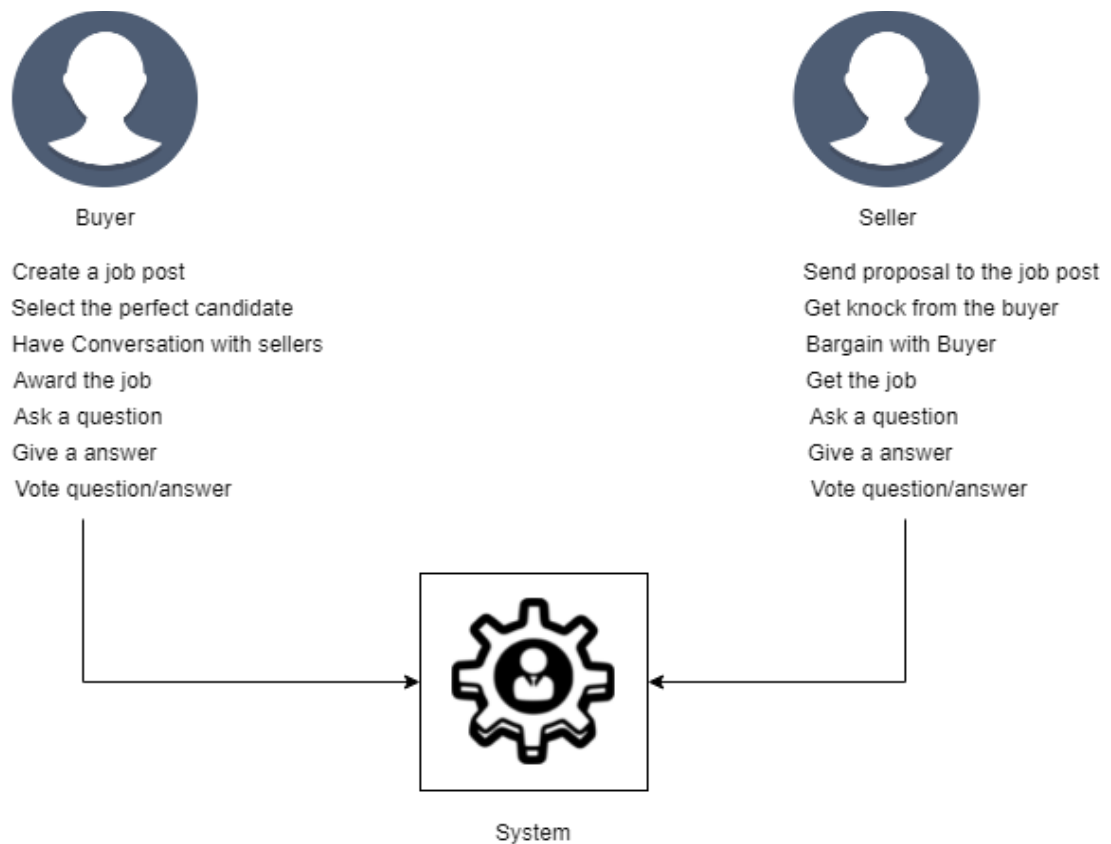 Buyer
Create a job post
Select the perfect candidate
Have Conversation with sellers
Award the job
Ask a question
Give a answer
Vote question/answer
Seller
Send proposal to the job post
Get knock from the buyer
Bargain with Buyer
Get the job
Ask a question
Give a answer
Vote question/answer
System